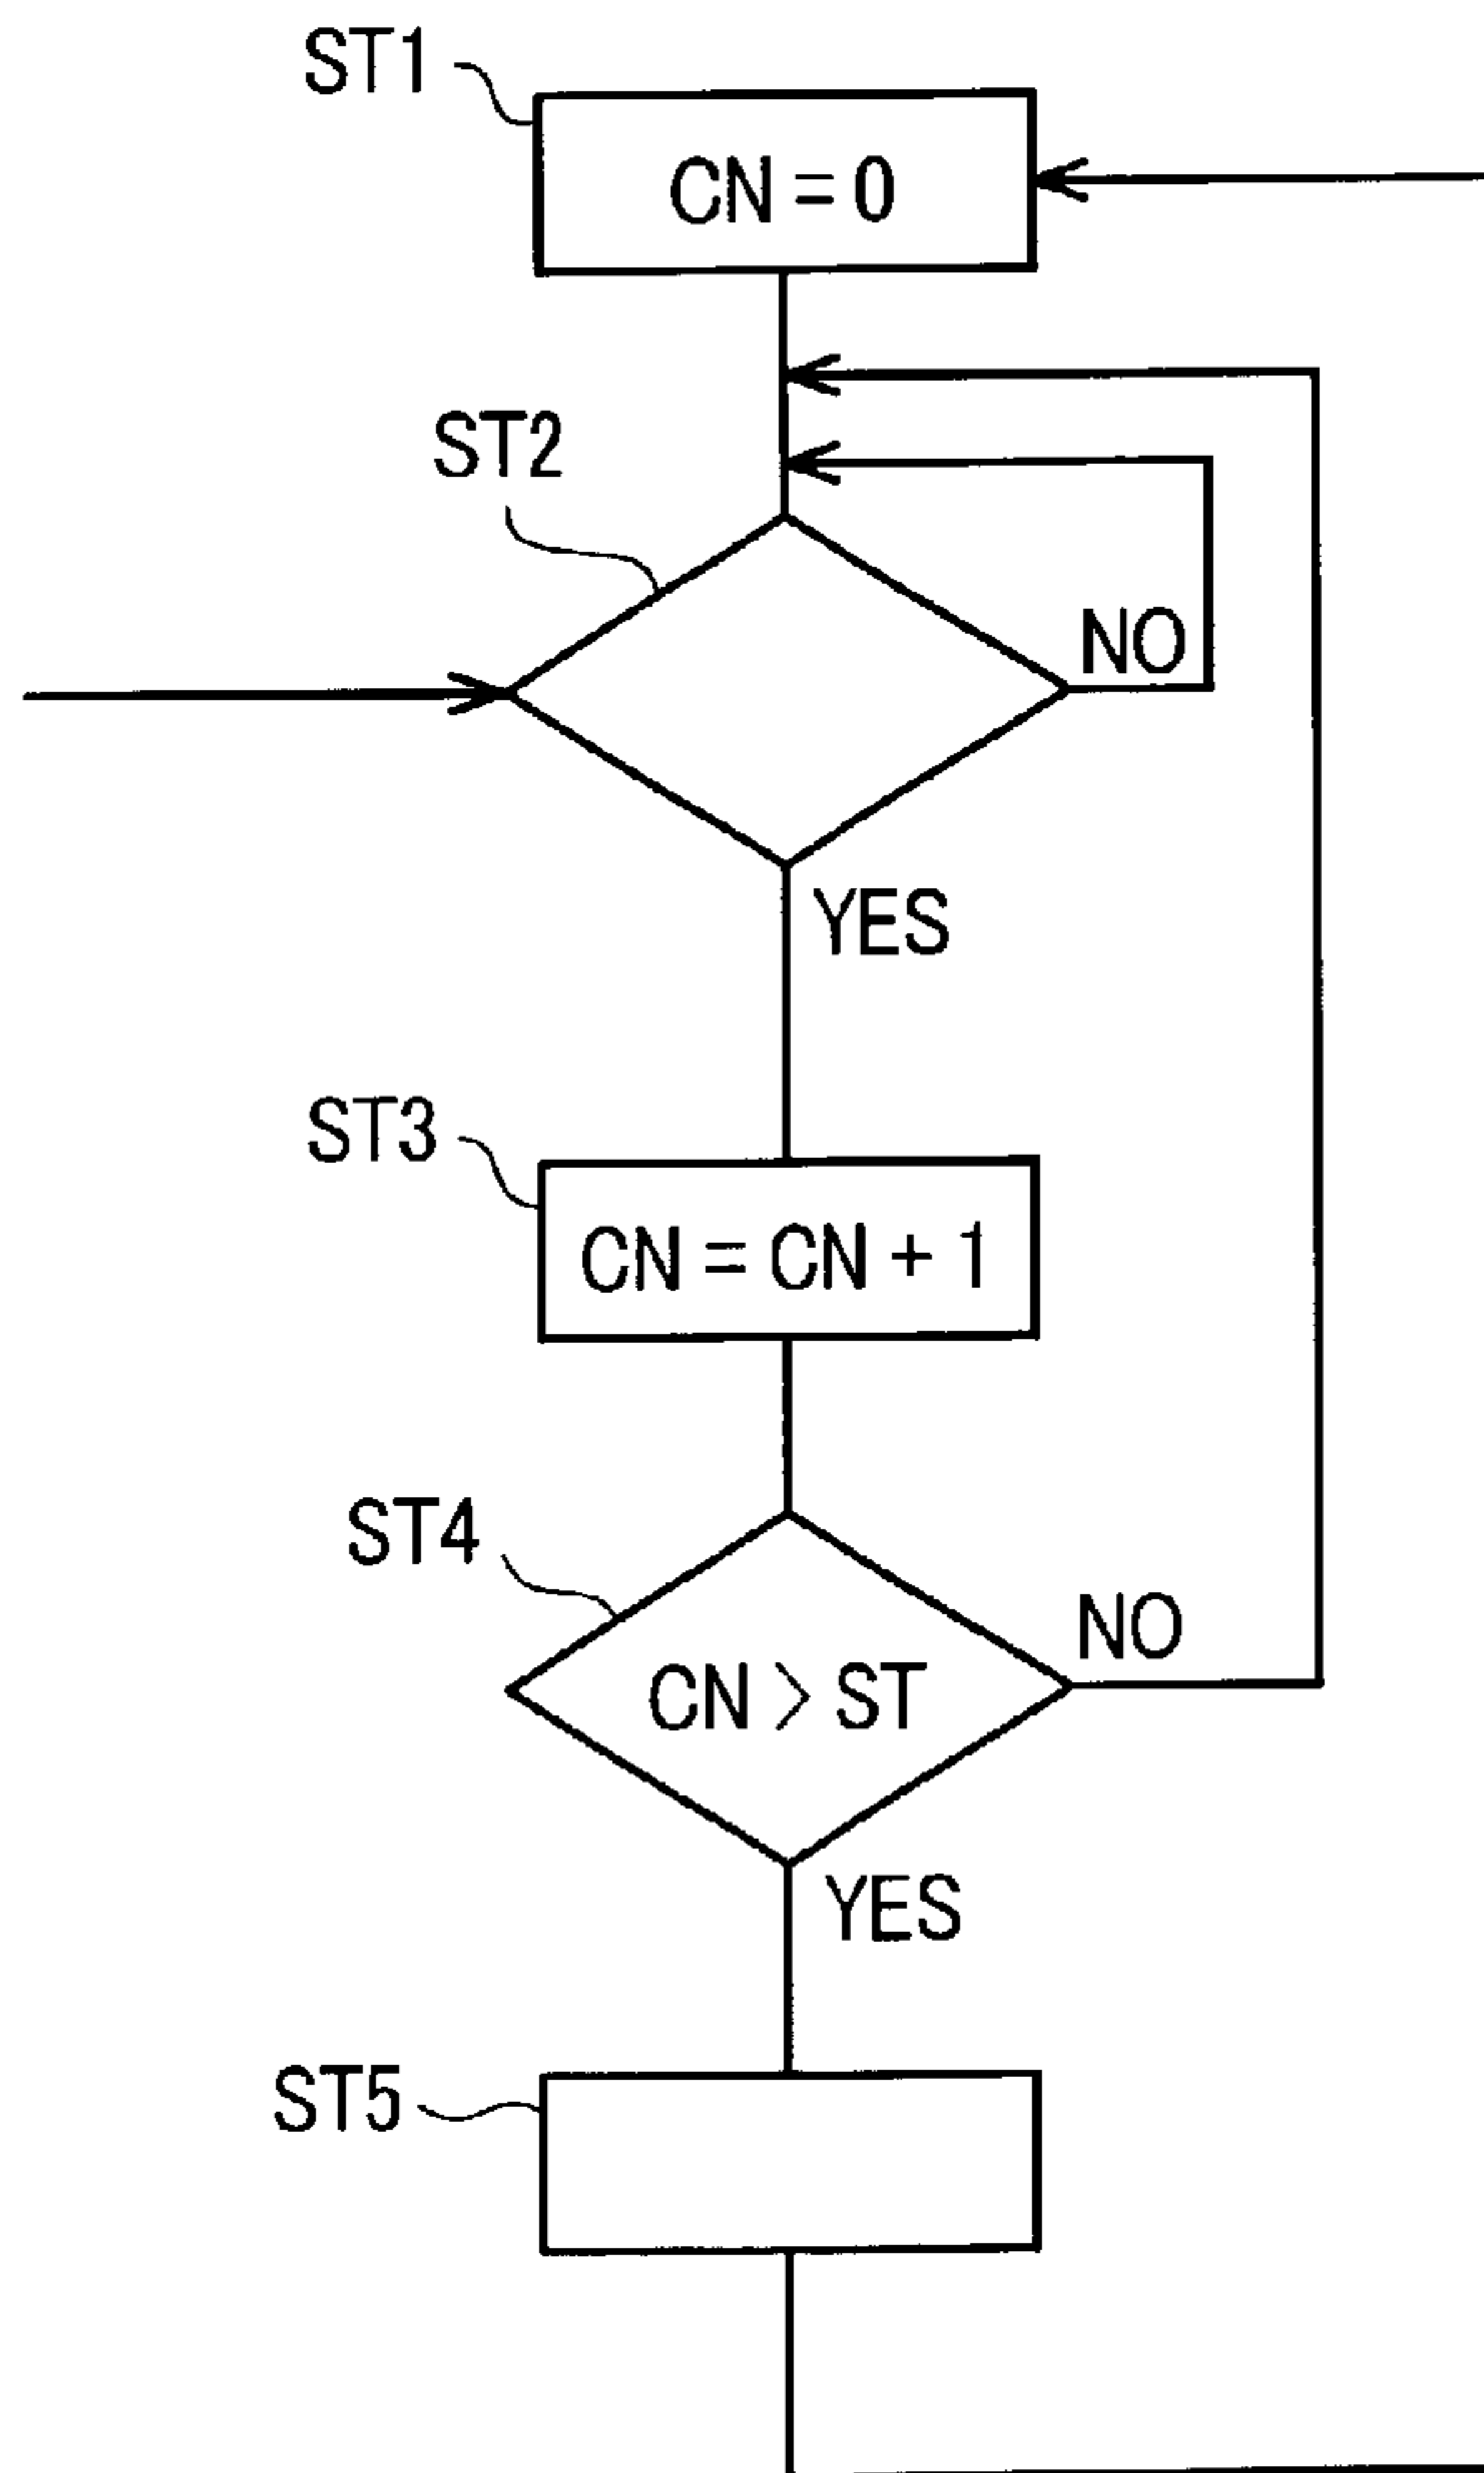 ST1
CN = 0
ST2
NO
YES
ST3
CN = CN + 1
ST4
NO
CN > ST
YES
ST5